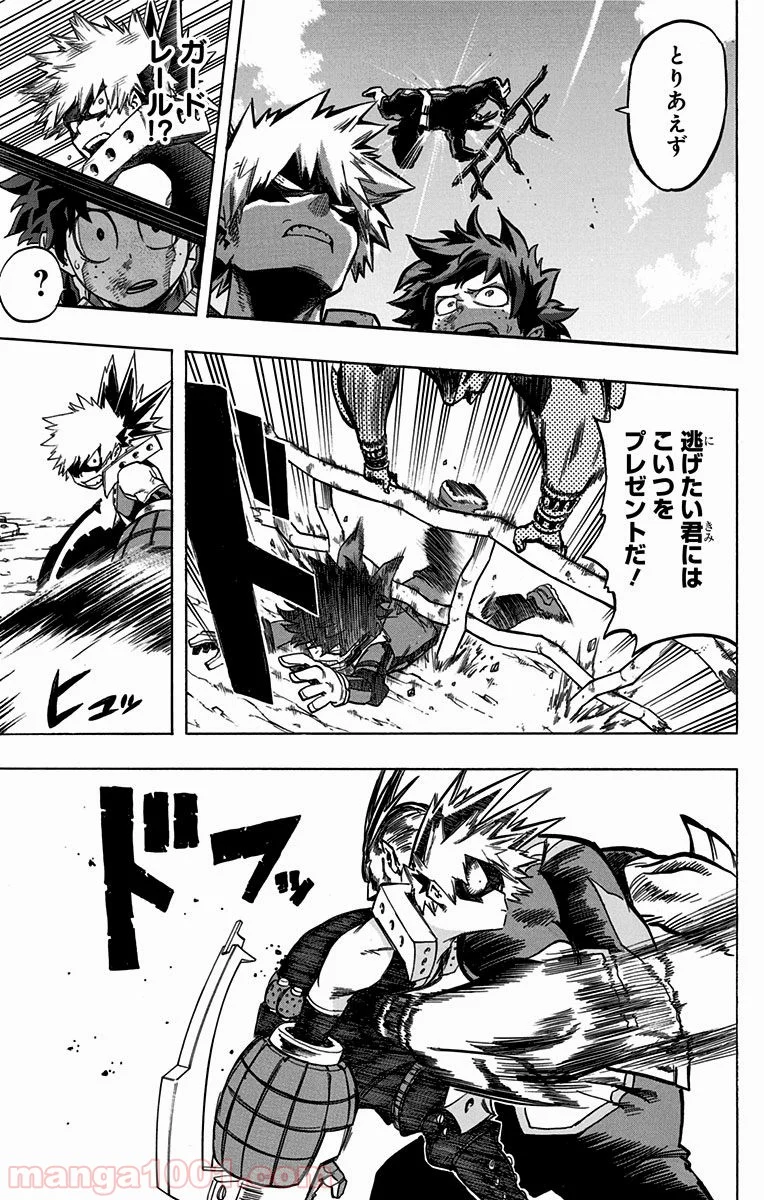 とりあえず
ガード
レール!?
?
逃げたい君には
こいつを
プレゼントだ!
ドッ
ヒュッ
ドフッ
manga1001.com